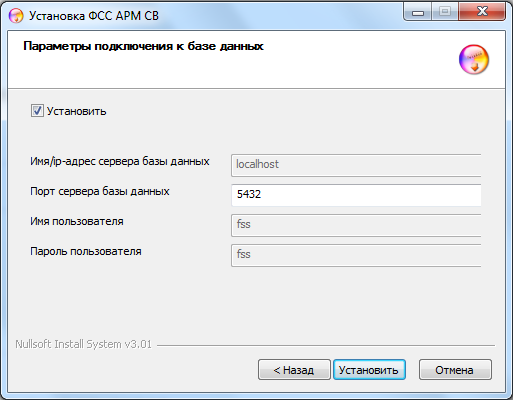 Установка ФСС АРМ СВ
Параметры подключения к базе данных
Установить
Имя/ip-адрес сервера базы данных localhost
Порт сервера базы данных 5432
Имя пользователя fss
Пароль пользователя fss
Nullsoft Install System v3.01
< Назад Установить Отмена